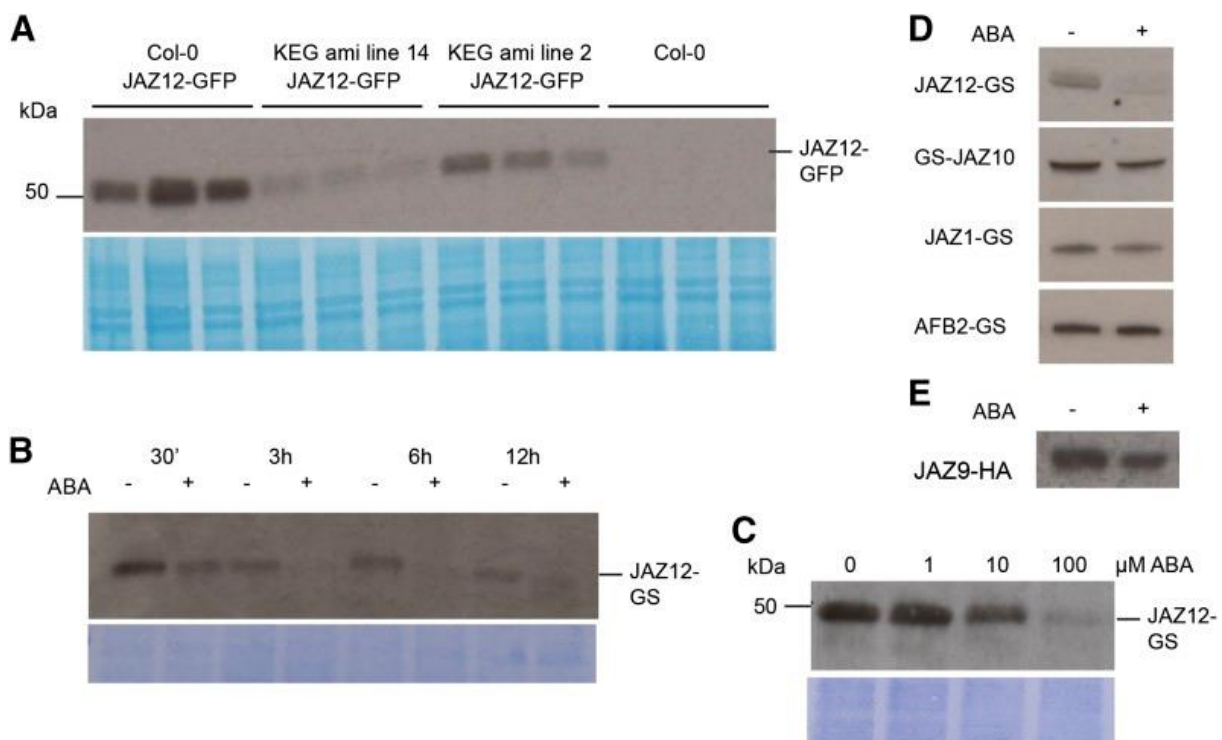 A
Col-0
JAZ12-GFP
KEG ami line 14
JAZ12-GFP
KEG ami line 2
JAZ12-GFP
Col-0
kDa
50
JAZ12-
GFP
B
30' 3h 6h 12h
ABA - + - + - + - +
JAZ12-
GS
C
kDa 0 1 10 100 µM ABA
50
JAZ12-
GS
D
ABA - +
JAZ12-GS
GS-JAZ10
JAZ1-GS
AFB2-GS
E
ABA - +
JAZ9-HA